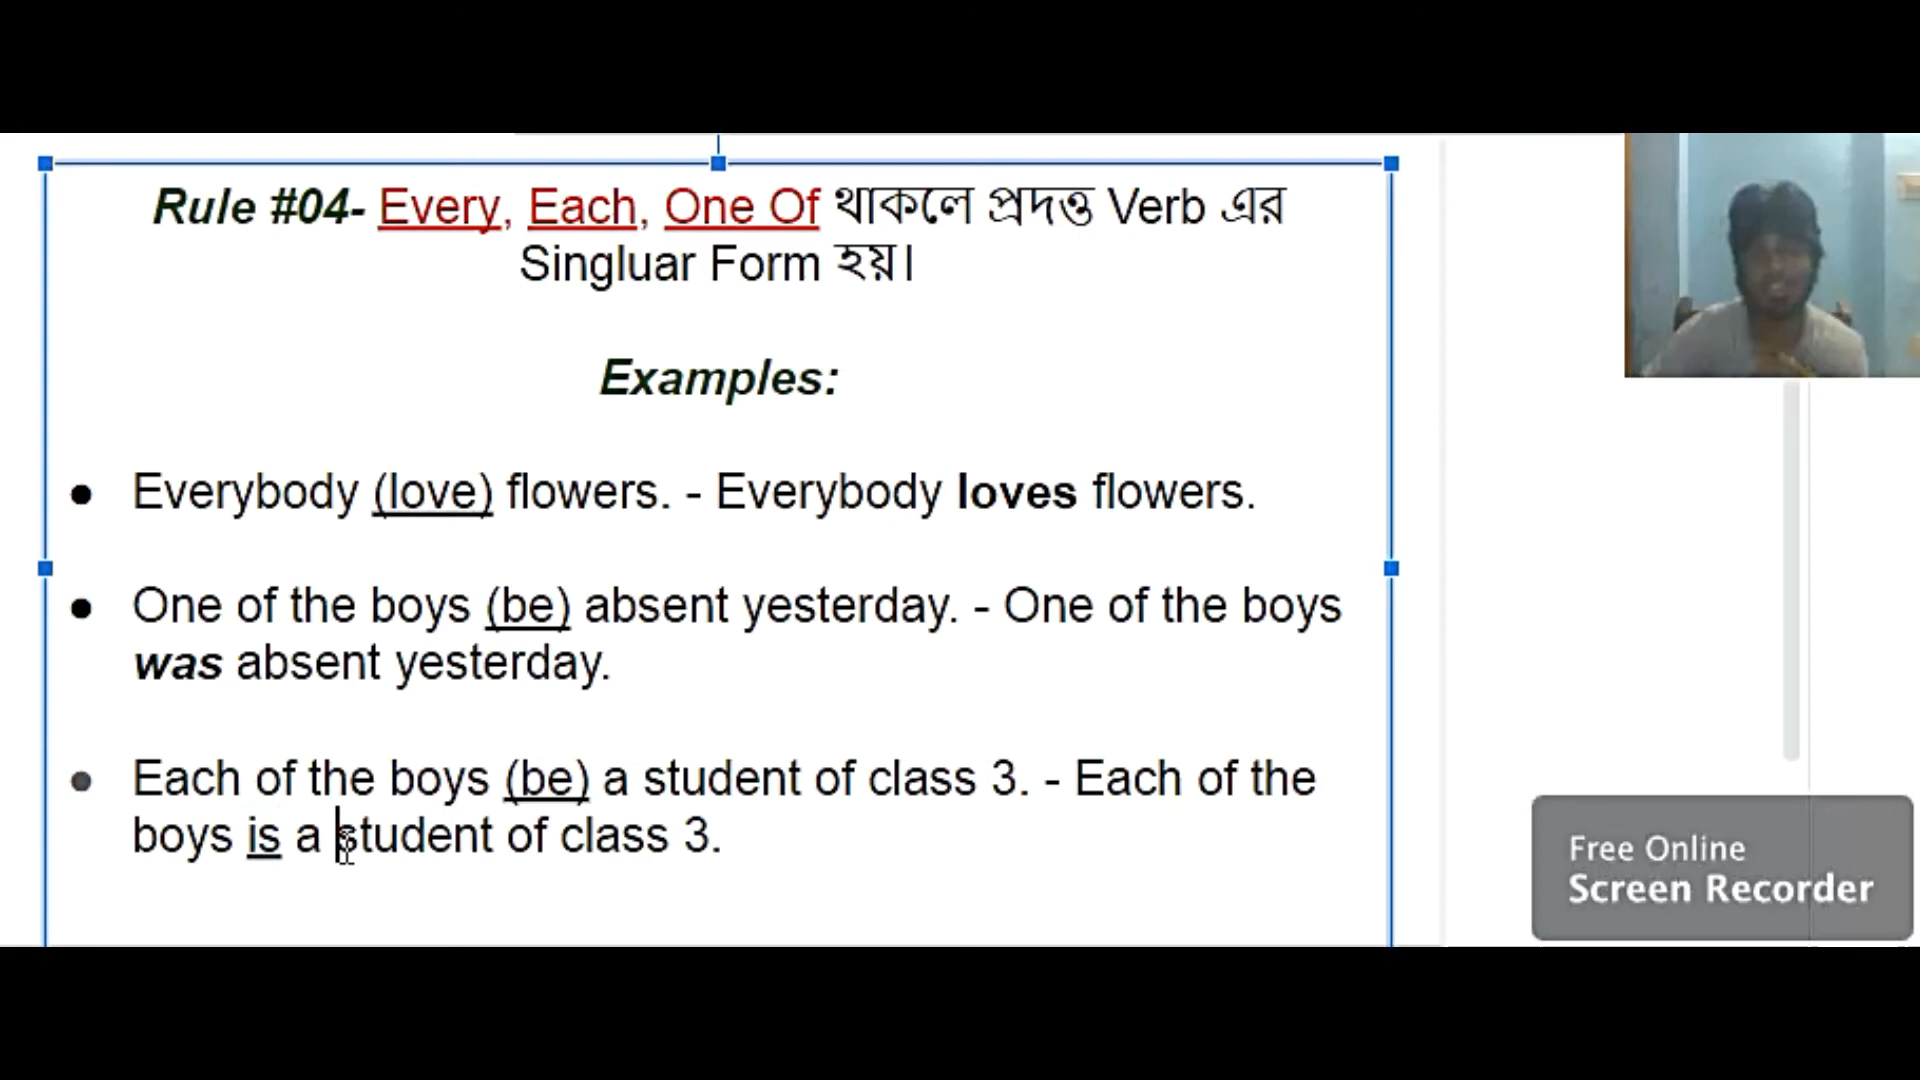 Rule #04- Every, Each, One Of থাকলে প্রদত্ত Verb এর
Singluar Form হয়।
Examples:
● Everybody (love) flowers. - Everybody loves flowers.
● One of the boys (be) absent yesterday. - One of the boys
was absent yesterday.
● Each of the boys (be) a student of class 3. - Each of the
boys is a student of class 3.
Free Online
Screen Recorder